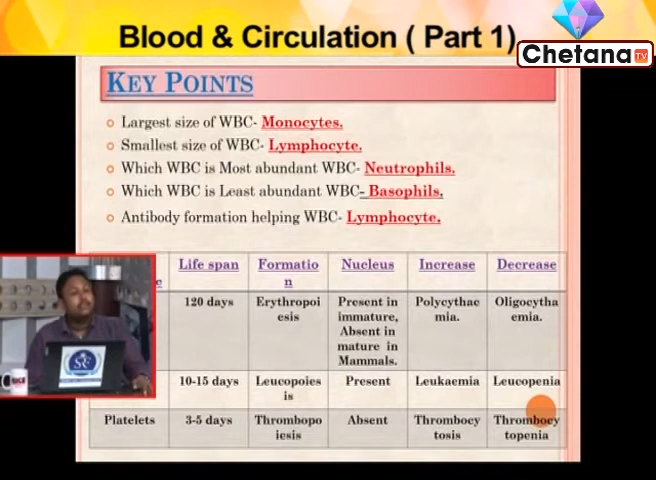 Blood & Circulation ( Part 1)
Chetana TV
KEY POINTS
Largest size of WBC- Monocytes.
Smallest size of WBC- Lymphocyte.
Which WBC is Most abundant WBC- Neutrophils.
Which WBC is Least abundant WBC- Basophils.
Antibody formation helping WBC- Lymphocyte.
Life span Formatio Nucleus Increase Decrease
n
120 days Erythropoi Present in Polycythae Oligocytha
esis immature, mia. emia.
Absent in
mature in
Mammals.
10-15 days Leucopoies Present Leukaemia Leucopenia
is
Platelets 3-5 days Thrombopo Absent Thrombocy Thrombocy
iesis tosis topenia